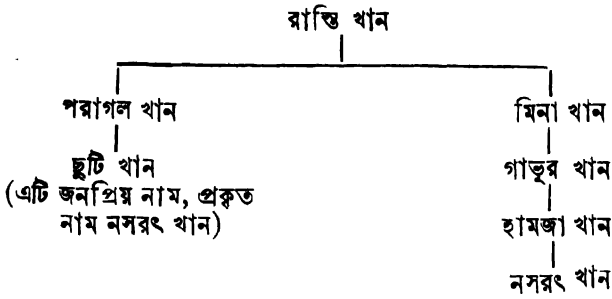 রাস্তি খান
পরাগল খান মিনা খান
ছুটি খান গাভূর খান
(এটি জনপ্রিয় নাম, প্রকৃত
নাম নসরৎ খান) হামজা খান
নসরৎ খান